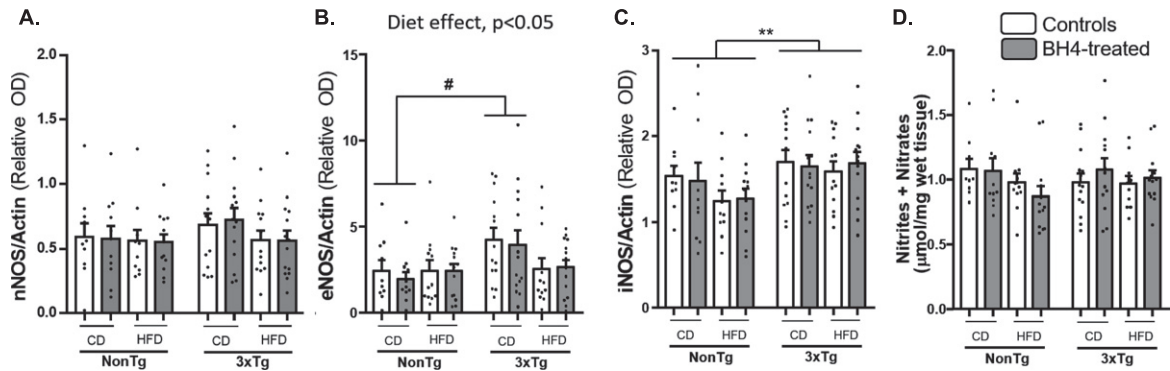 A.
nNOS/Actin (Relative OD)
2.0
1.5
1.0
0.5
0.0
CD
HFD
CD
HFD
NonTg
3xTg
B.
Diet effect, p<0.05
eNOS/Actin (Relative OD)
15
10
5
0
#
CD
HFD
CD
HFD
NonTg
3xTg
C.
iNOS/Actin (Relative OD)
3
2
1
0
**
CD
HFD
CD
HFD
NonTg
3xTg
D.
Controls
BH4-treated
Nitrites + Nitrates
(µmol/mg wet tissue)
2.0
1.5
1.0
0.5
0.0
CD
HFD
CD
HFD
NonTg
3xTg